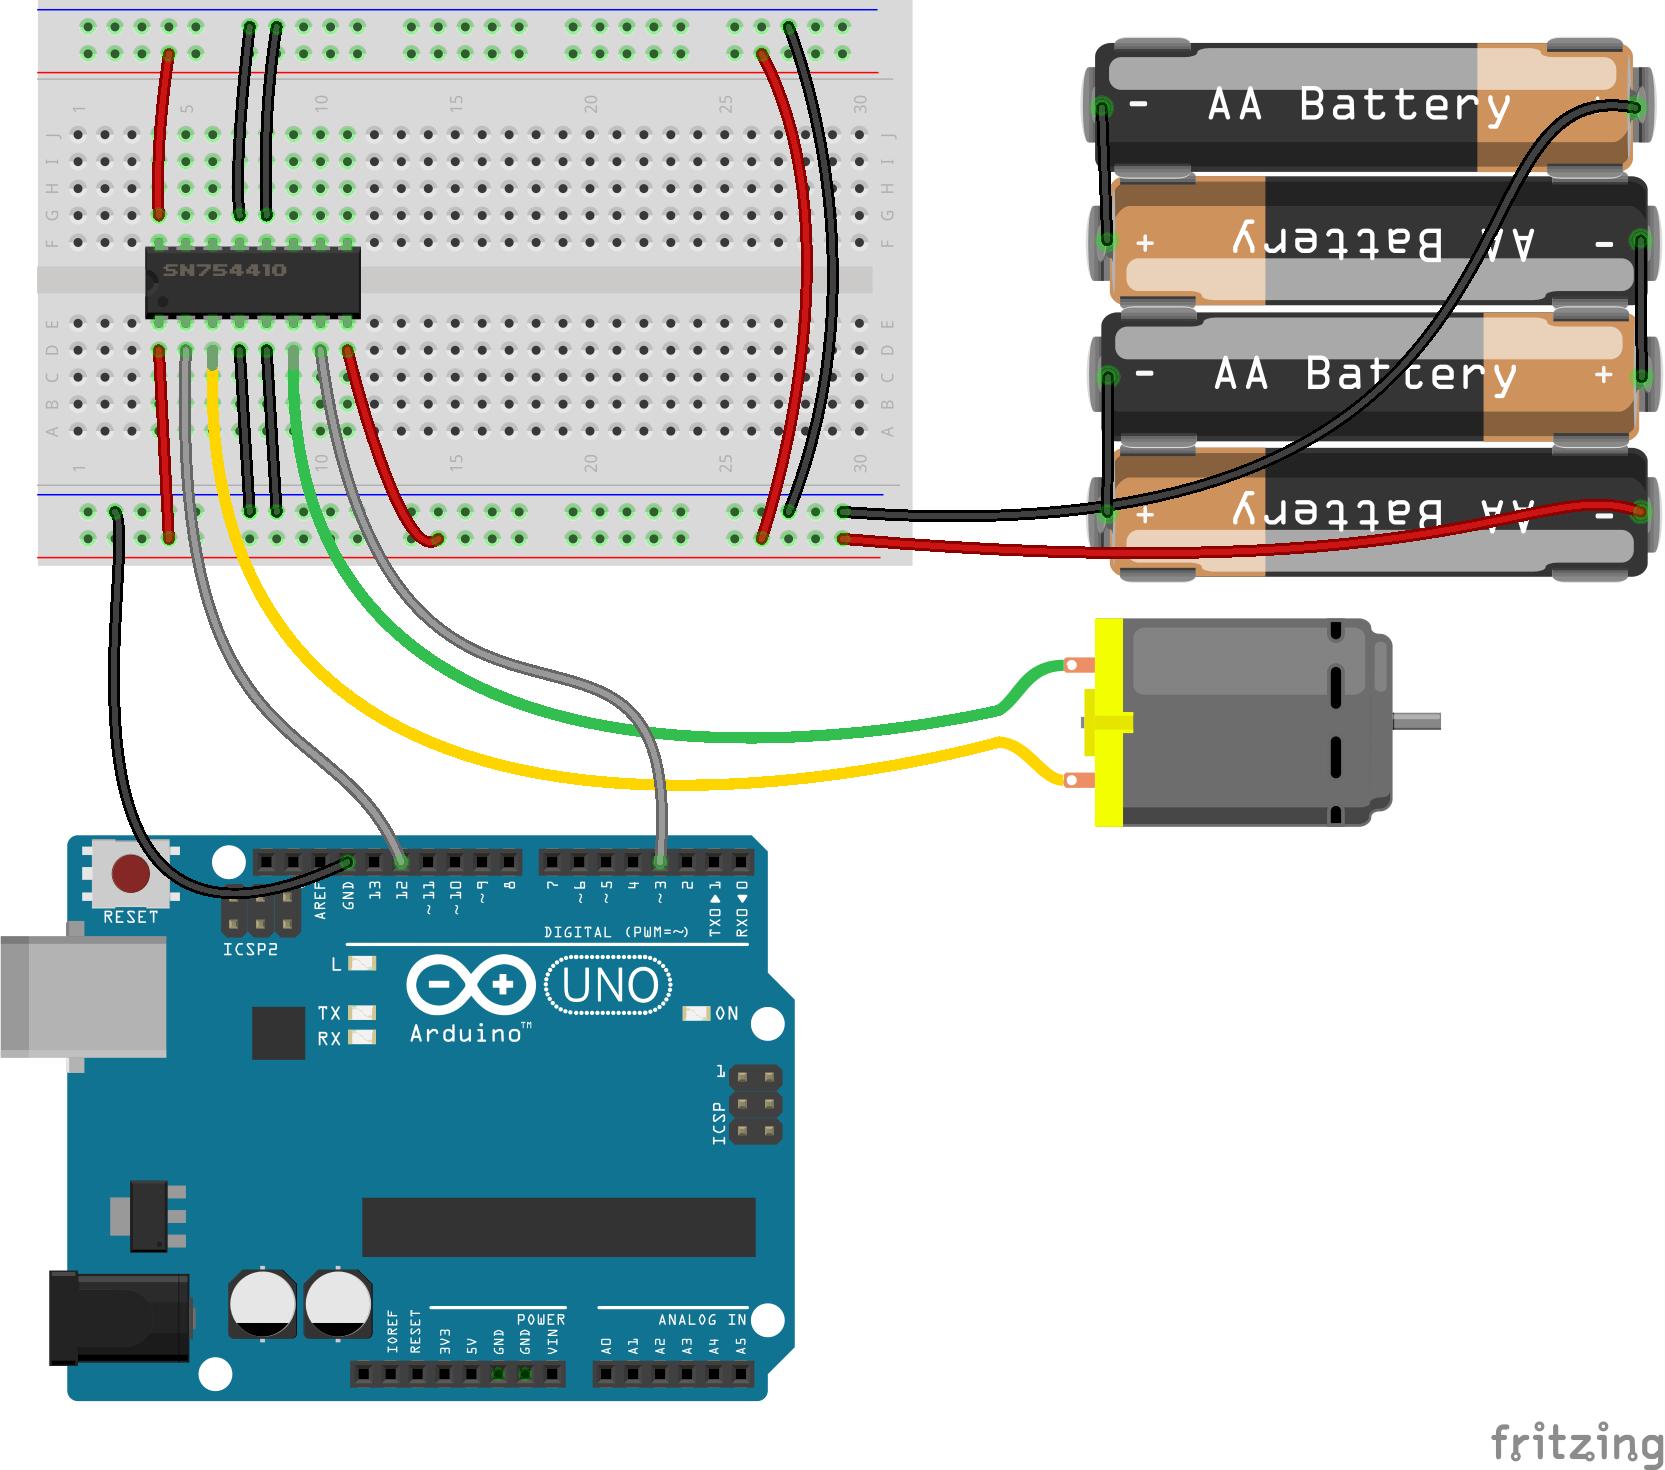 1 5 10 15 20 25 30
J J
I I
H H
G G
F F
SN754410
E E
D D
C C
B B
A A
1 5 10 15 20 25 30
- AA Battery +
+ AA Battery -
- AA Battery +
+ AA Battery -
RESET
ICSP2
AREF GND 13 12 ~11 ~10 ~9 8 7 ~6 ~5 4 ~3 2 TX0▶1 RX0◀0
DIGITAL (PWM=~)
L
TX
RX
UNO
Arduino™
ON
1
ICSP
POWER
ANALOG IN
IOREF RESET 3V3 5V GND GND VIN A0 A1 A2 A3 A4 A5
fritzing